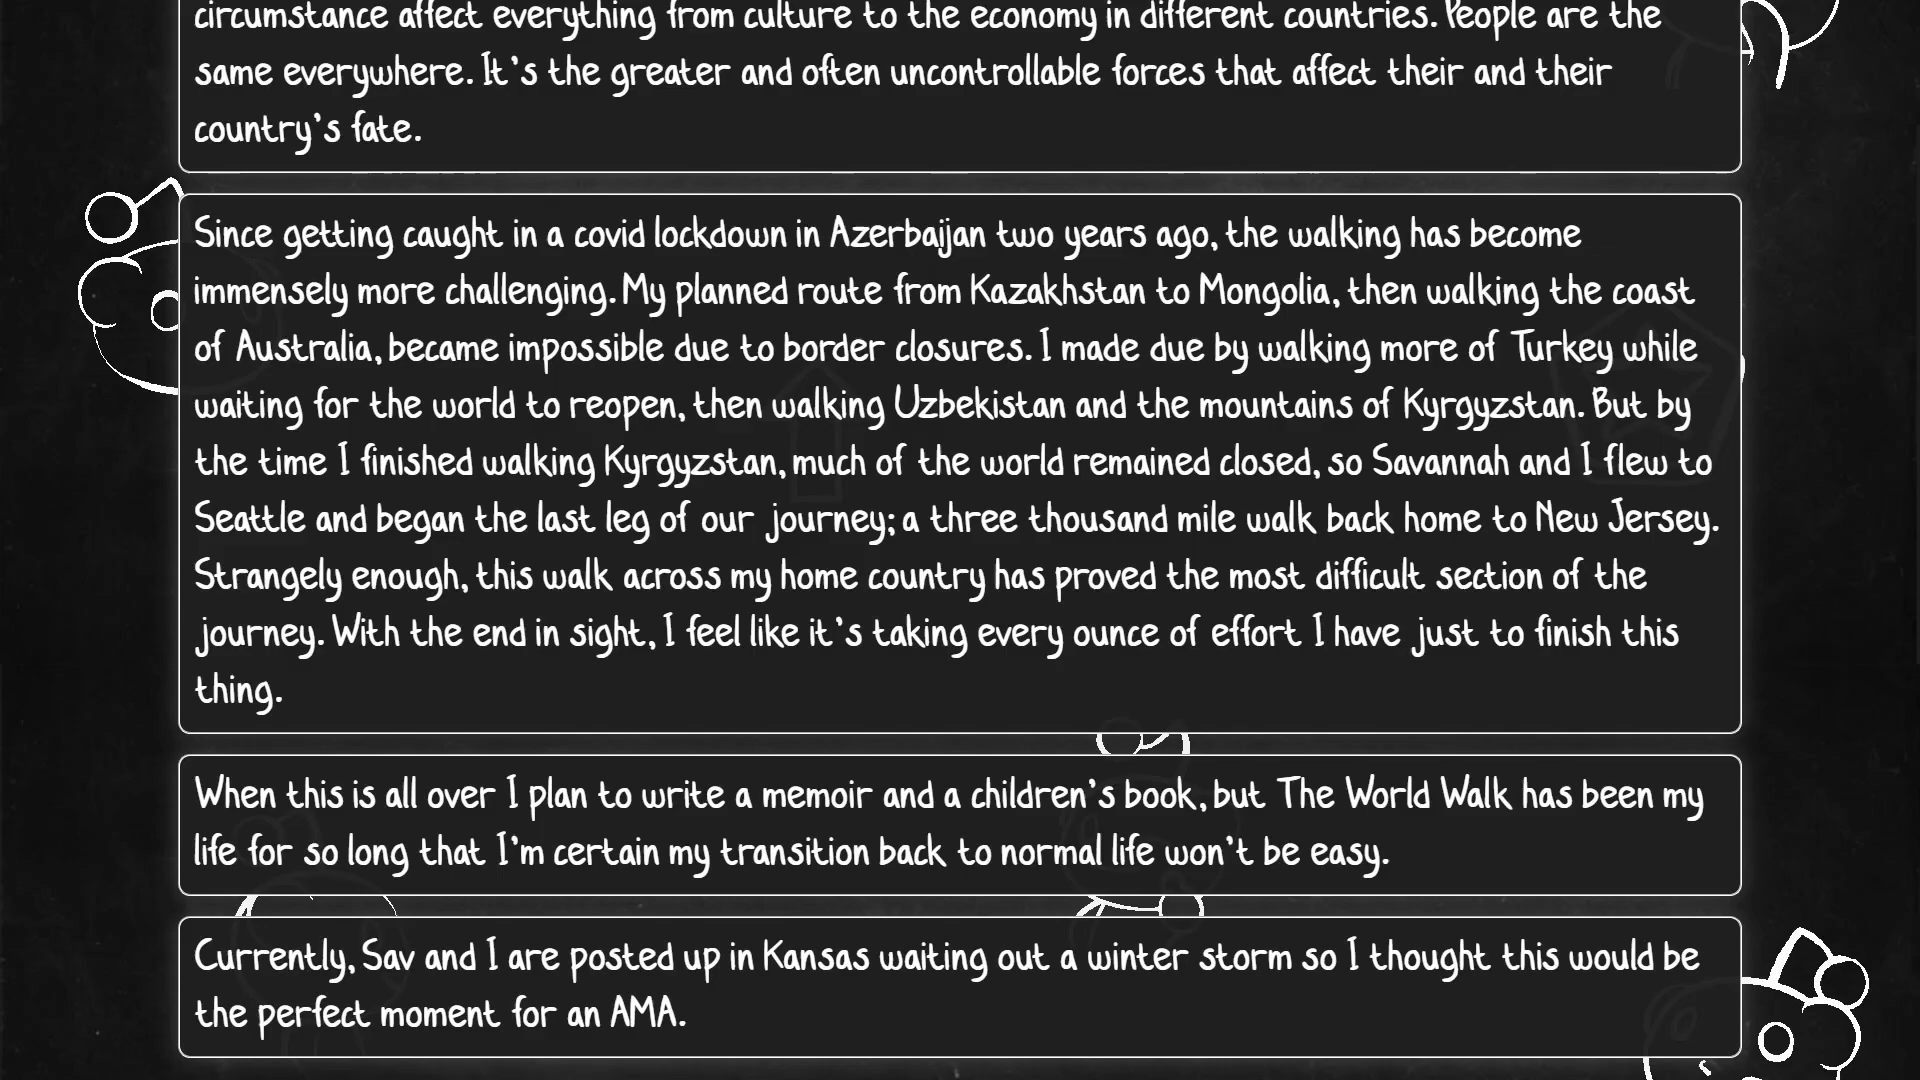 circumstance affect everything from culture to the economy in different countries. People are the
same everywhere. It's the greater and often uncontrollable forces that affect their and their
country's fate.
Since getting caught in a covid lockdown in Azerbaijan two years ago, the walking has become
immensely more challenging. My planned route from Kazakhstan to Mongolia, then walking the coast
of Australia, became impossible due to border closures. I made due by walking more of Turkey while
waiting for the world to reopen, then walking Uzbekistan and the mountains of Kyrgyzstan. But by
the time I finished walking Kyrgyzstan, much of the world remained closed, so Savannah and I flew to
Seattle and began the last leg of our journey; a three thousand mile walk back home to New Jersey.
Strangely enough, this walk across my home country has proved the most difficult section of the
journey. With the end in sight, I feel like it's taking every ounce of effort I have just to finish this
thing.
When this is all over I plan to write a memoir and a children's book, but The World Walk has been my
life for so long that I'm certain my transition back to normal life won't be easy.
Currently, Sav and I are posted up in Kansas waiting out a winter storm so I thought this would be
the perfect moment for an AMA.